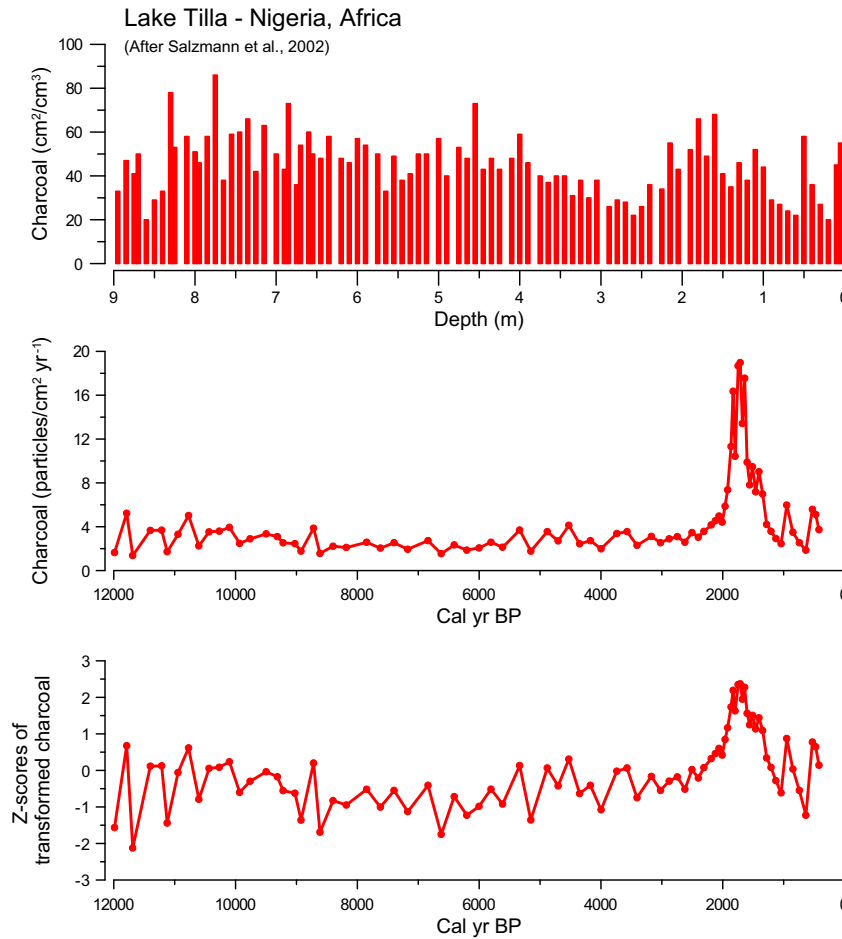 Lake Tilla - Nigeria, Africa
(After Salzmann et al., 2002)
Charcoal (cm²/cm³)
100
80
60
40
20
0
9 8 7 6 5 4 3 2 1 0
Depth (m)
Charcoal (particles/cm² yr⁻¹)
20
16
12
8
4
0
12000 10000 8000 6000 4000 2000 0
Cal yr BP
Z-scores of
transformed charcoal
3
2
1
0
-1
-2
-3
12000 10000 8000 6000 4000 2000 0
Cal yr BP